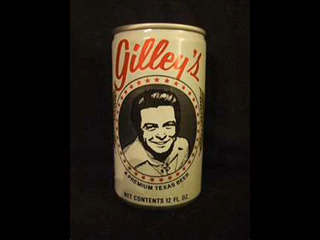 Gilley's
A PREMIUM TEXAS BEER
NET CONTENTS 12 FL. OZ.